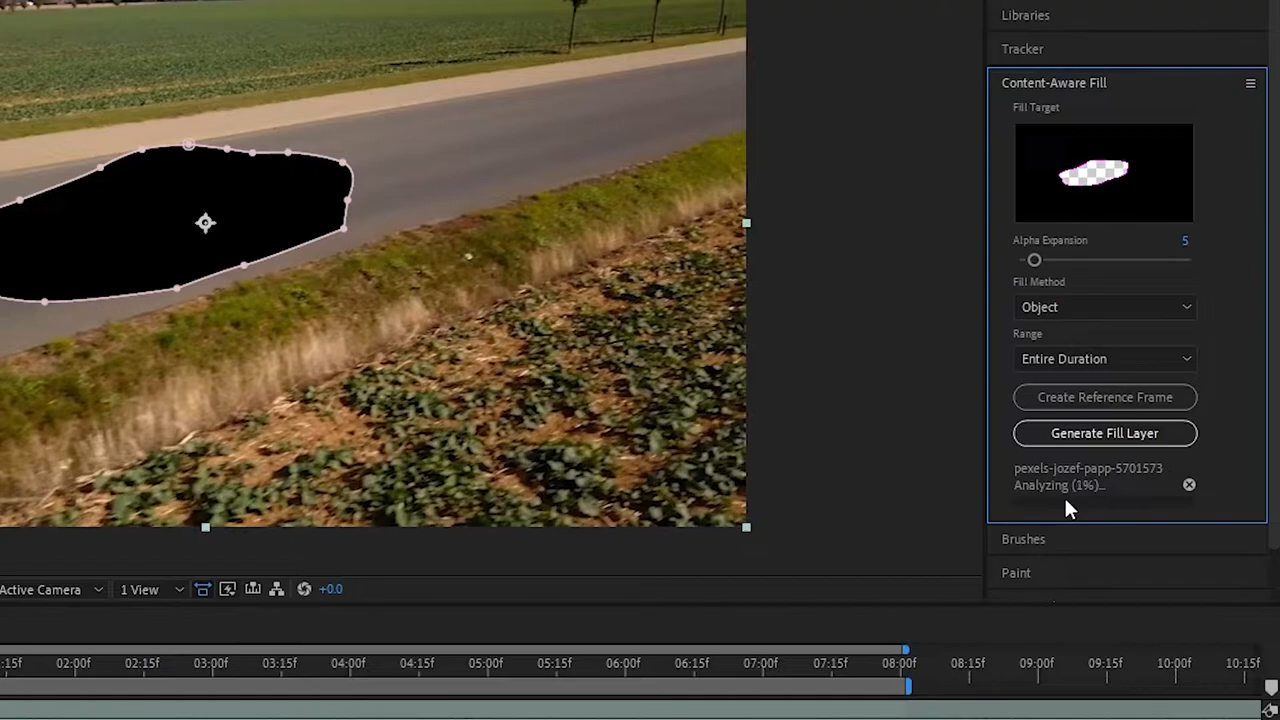 Libraries
Tracker
Content-Aware Fill
Fill Target
Alpha Expansion 5
Fill Method
Object
Range
Entire Duration
Create Reference Frame
Generate Fill Layer
pexels-jozef-papp-5701573
Analyzing (1%)...
Brushes
Paint
Active Camera 1 View +0.0
:15f 02:00f 02:15f 03:00f 03:15f 04:00f 04:15f 05:00f 05:15f 06:00f 06:15f 07:00f 07:15f 08:00f 08:15f 09:00f 09:15f 10:00f 10:15f